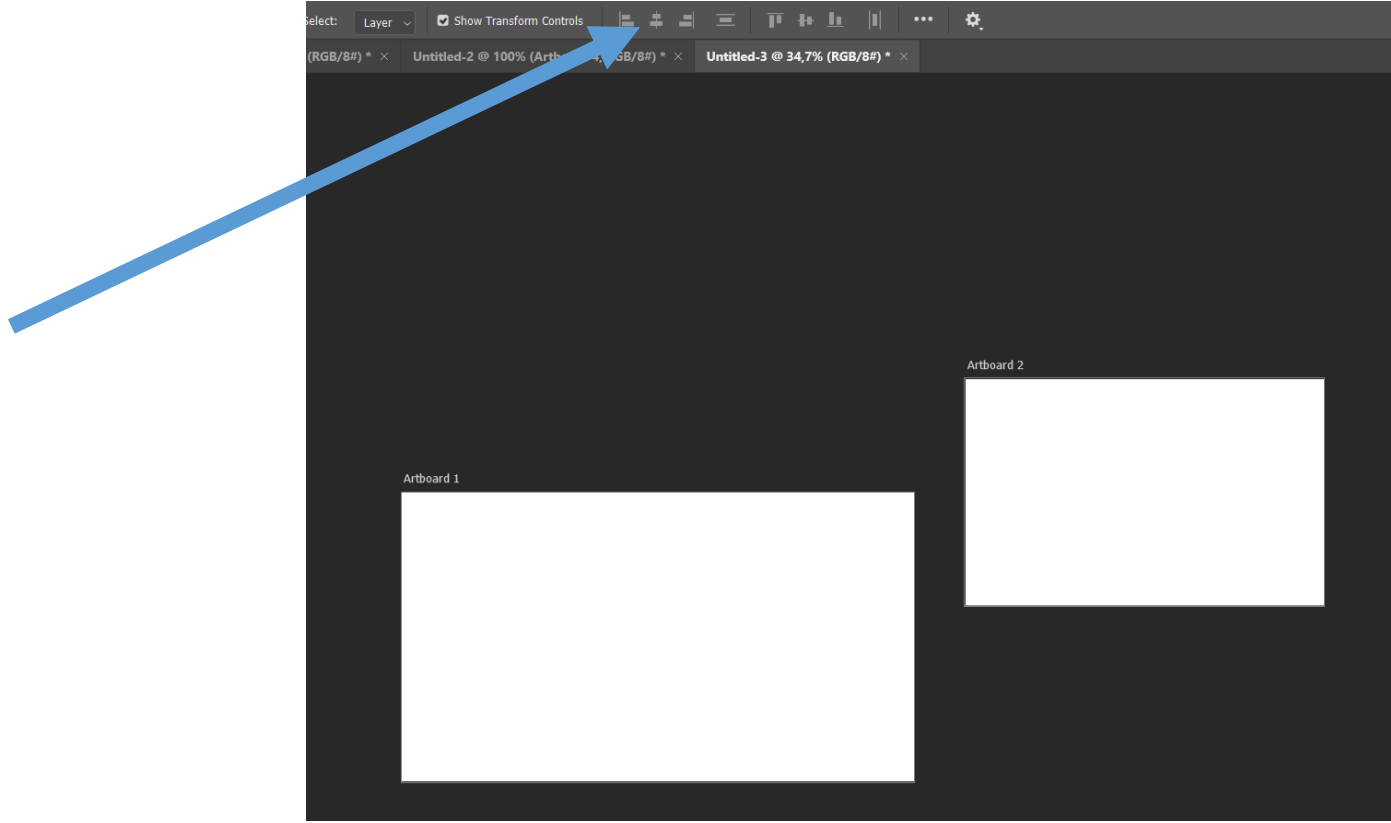 Select: Layer Show Transform Controls
(RGB/8#) * × Untitled-2 @ 100% (Artb GB/8#) * × Untitled-3 @ 34,7% (RGB/8#) * ×
Artboard 2
Artboard 1